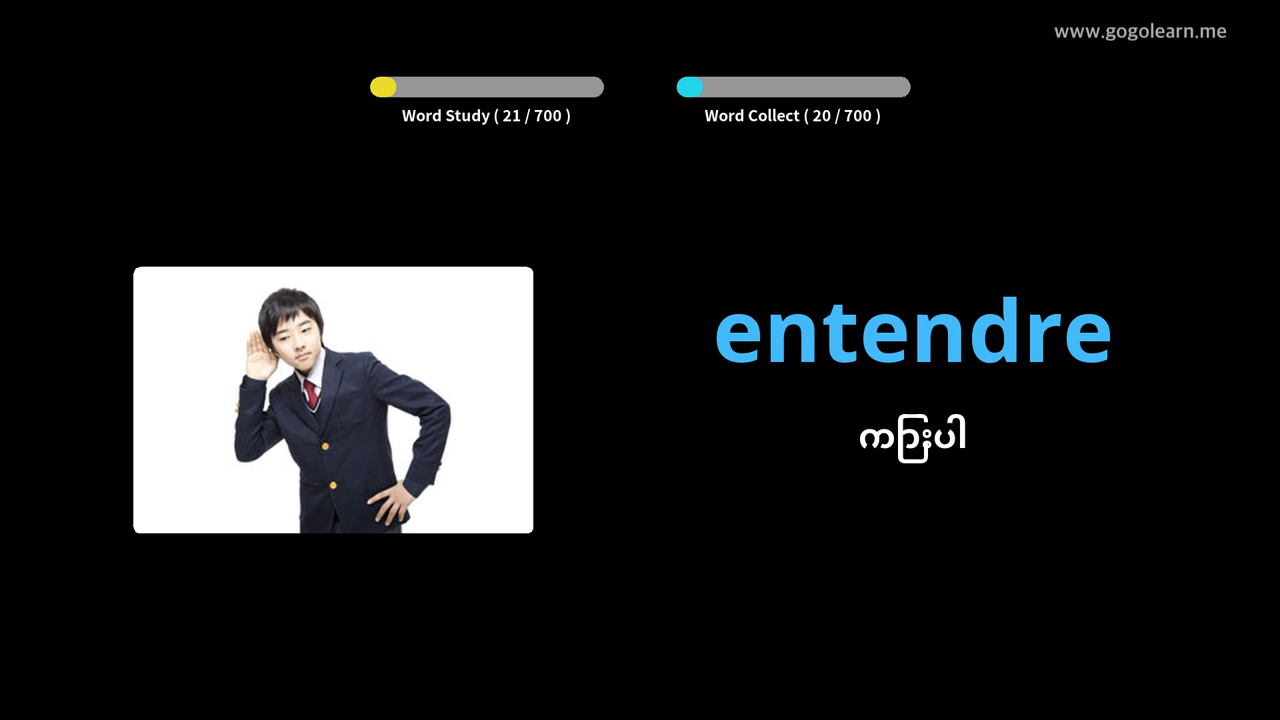 www.gogolearn.me
Word Study ( 21 / 700 )
Word Collect ( 20 / 700 )
entendre
ကြားပါ